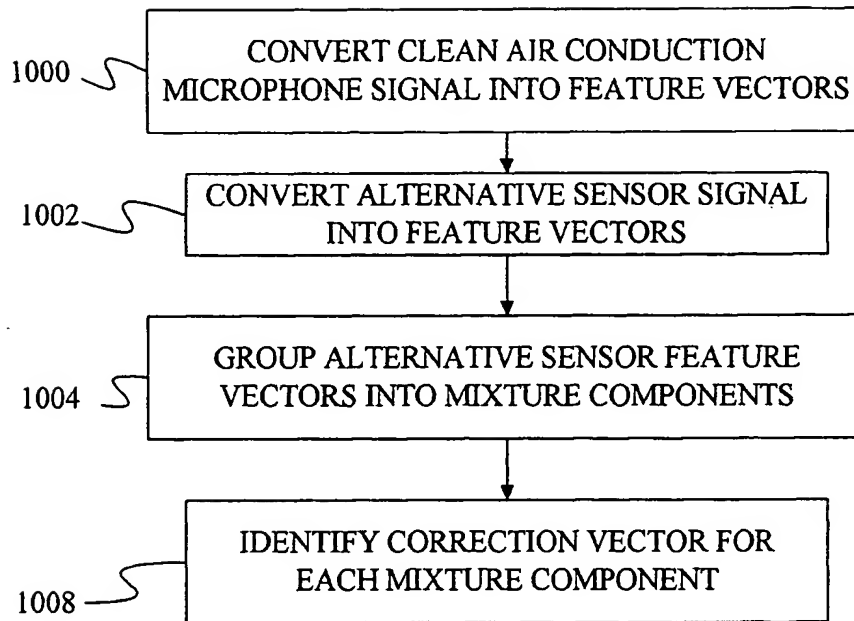 1000
CONVERT CLEAN AIR CONDUCTION
MICROPHONE SIGNAL INTO FEATURE VECTORS
1002
CONVERT ALTERNATIVE SENSOR SIGNAL
INTO FEATURE VECTORS
1004
GROUP ALTERNATIVE SENSOR FEATURE
VECTORS INTO MIXTURE COMPONENTS
1008
IDENTIFY CORRECTION VECTOR FOR
EACH MIXTURE COMPONENT